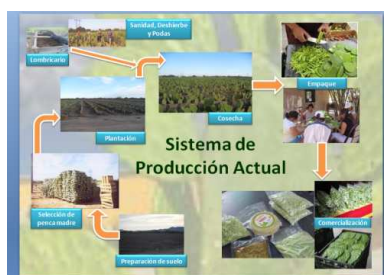 Sanidad, Deshierbe
y Podas
Lombricario
Empaque
Cosecha
Plantación
Sistema de
Producción Actual
Selección de
penca madre
Comercialización
Preparación de suelo